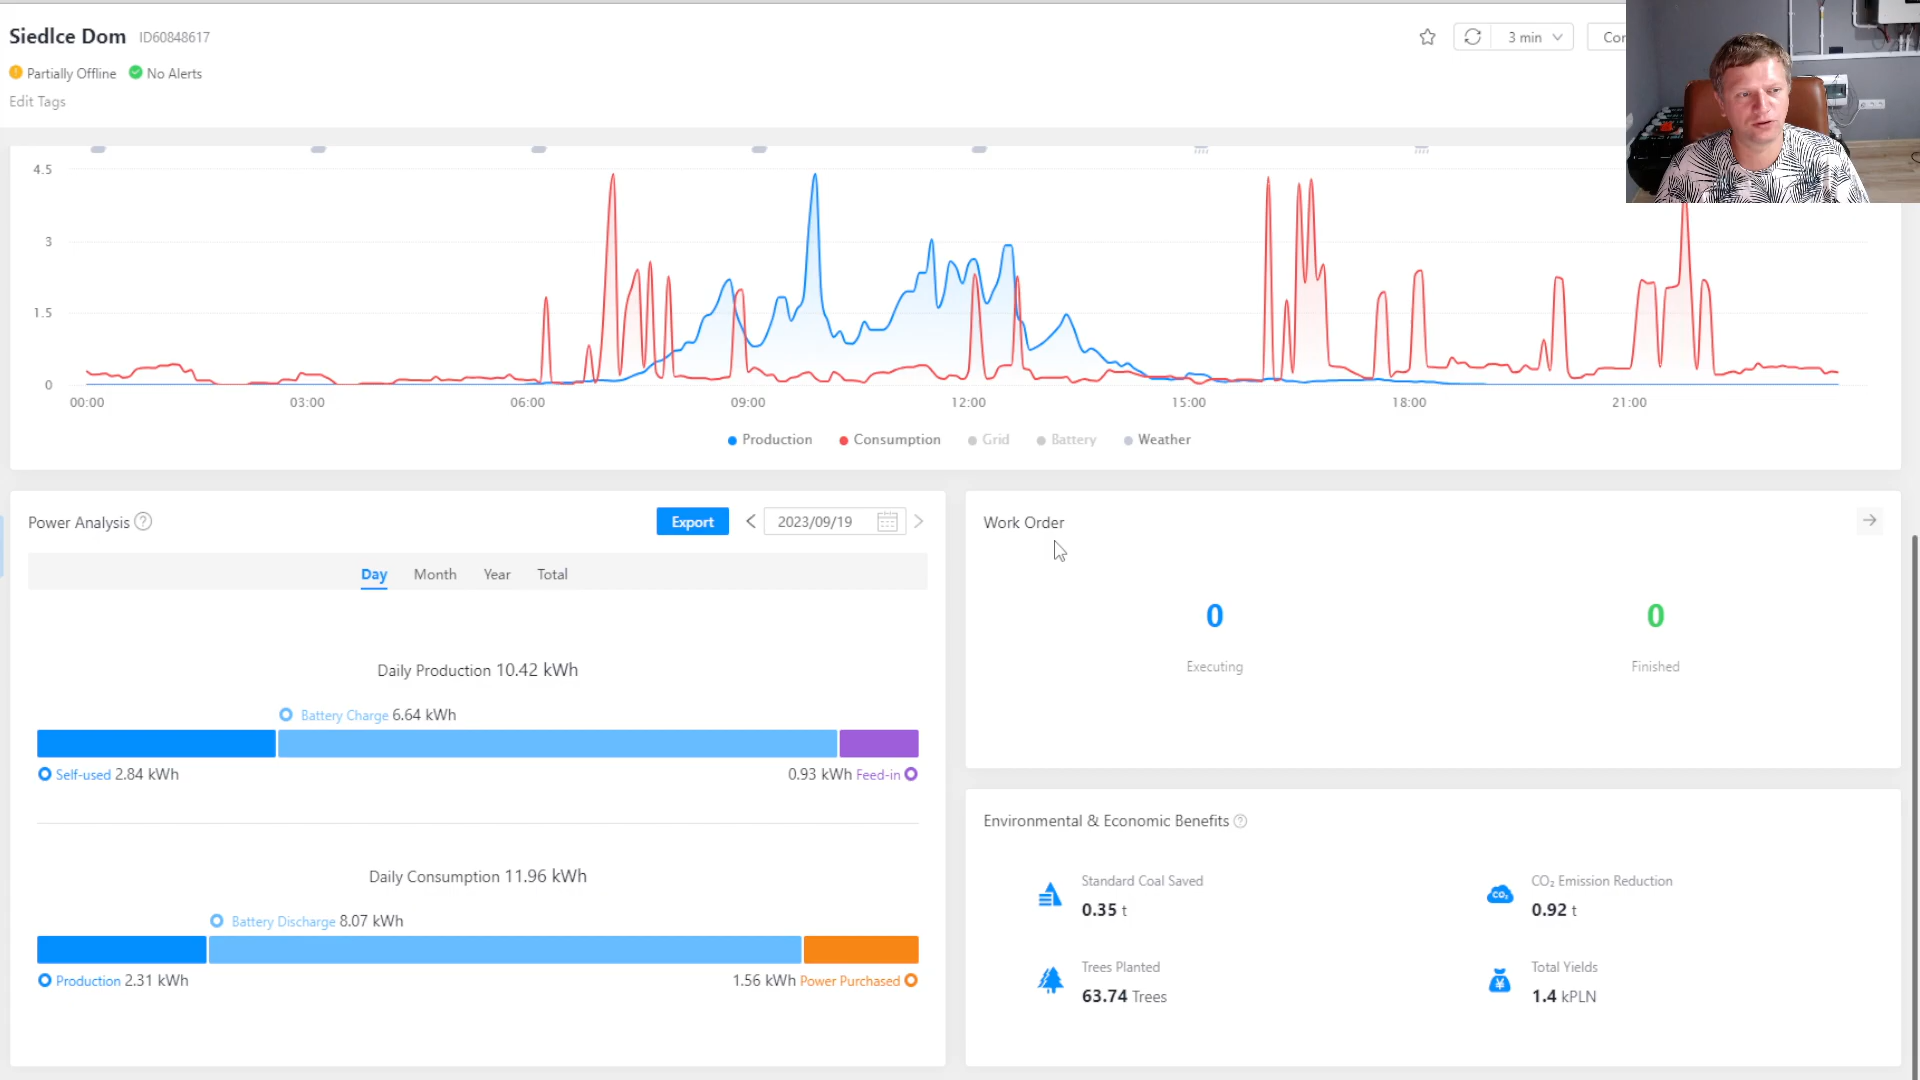 Siedlce Dom ID60848617
3 min
Cor
Partially Offline No Alerts
Edit Tags
4.5
3
1.5
0
00:00 03:00 06:00 09:00 12:00 15:00 18:00 21:00
Production Consumption Grid Battery Weather
Power Analysis ? Export < 2023/09/19 >
Day Month Year Total
Daily Production 10.42 kWh
Battery Charge 6.64 kWh
Self-used 2.84 kWh 0.93 kWh Feed-in
Daily Consumption 11.96 kWh
Battery Discharge 8.07 kWh
Production 2.31 kWh 1.56 kWh Power Purchased
Work Order
0 0
Executing Finished
Environmental & Economic Benefits ?
Standard Coal Saved
0.35 t
CO₂ CO₂ Emission Reduction
0.92 t
Trees Planted
63.74 Trees
¥ Total Yields
1.4 kPLN